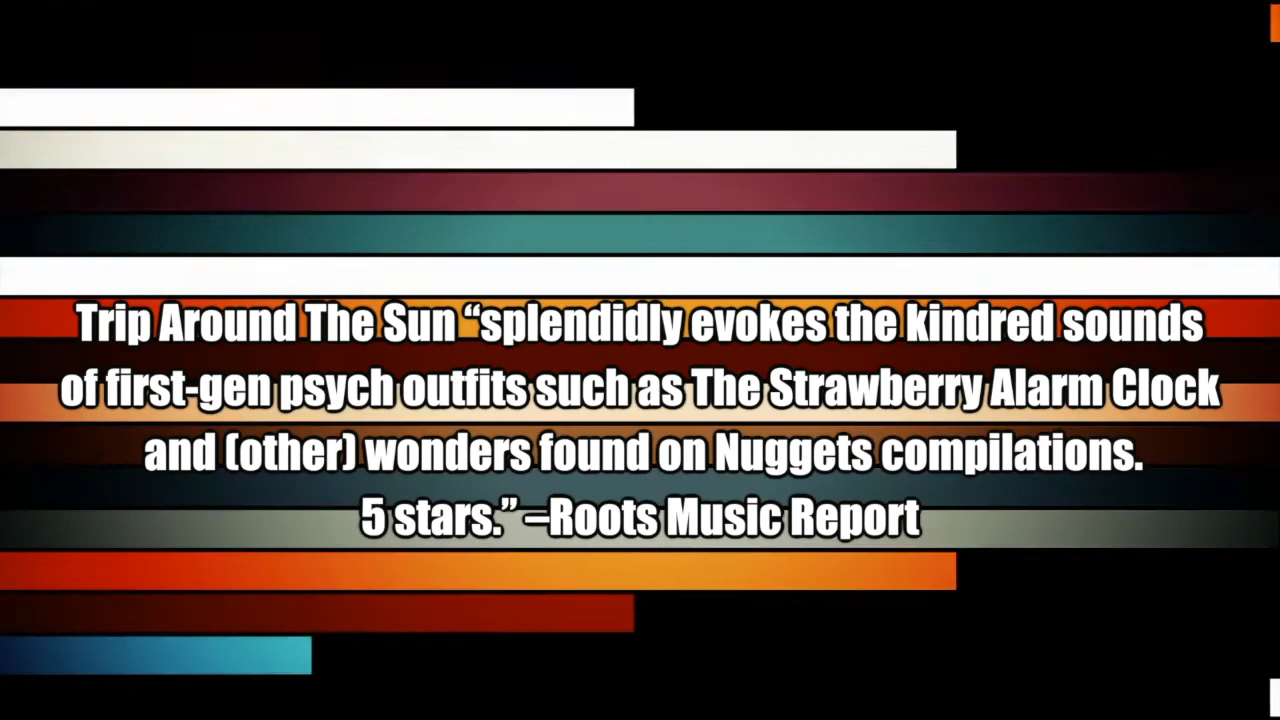 Trip Around The Sun “splendidly evokes the kindred sounds
of first-gen psych outfits such as The Strawberry Alarm Clock
and (other) wonders found on Nuggets compilations.
5 stars.” –Roots Music Report